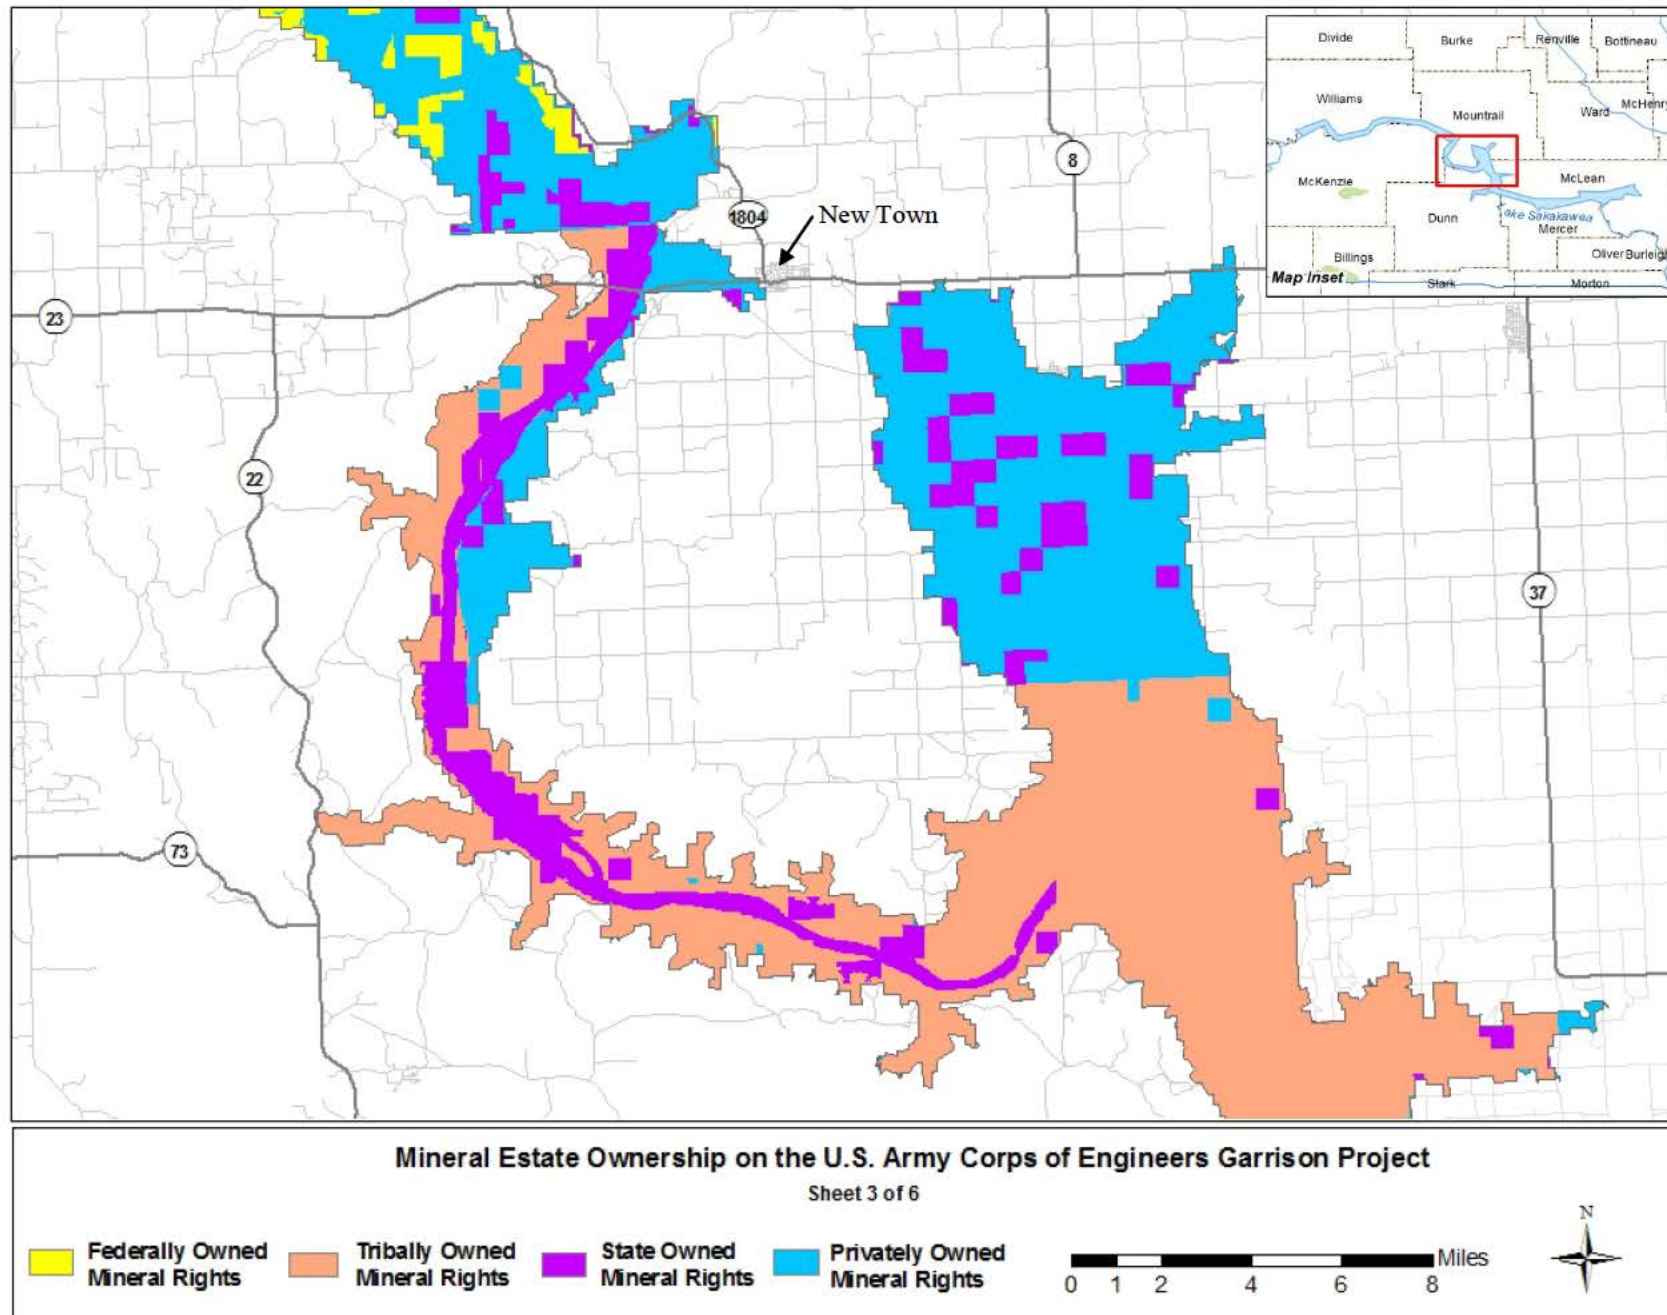 Divide
Burke
Renville
Bottineau
Williams
Mountrail
Ward
McHenry
McKenzie
McLean
Dunn
ake Sakakawea
Mercer
Billings
Oliver
Burleigh
Map Inset
Stark
Morton
8
1804
New Town
23
22
37
73
Mineral Estate Ownership on the U.S. Army Corps of Engineers Garrison Project
Sheet 3 of 6
Federally Owned
Mineral Rights
Tribally Owned
Mineral Rights
State Owned
Mineral Rights
Privately Owned
Mineral Rights
Miles
0 1 2 4 6 8
N